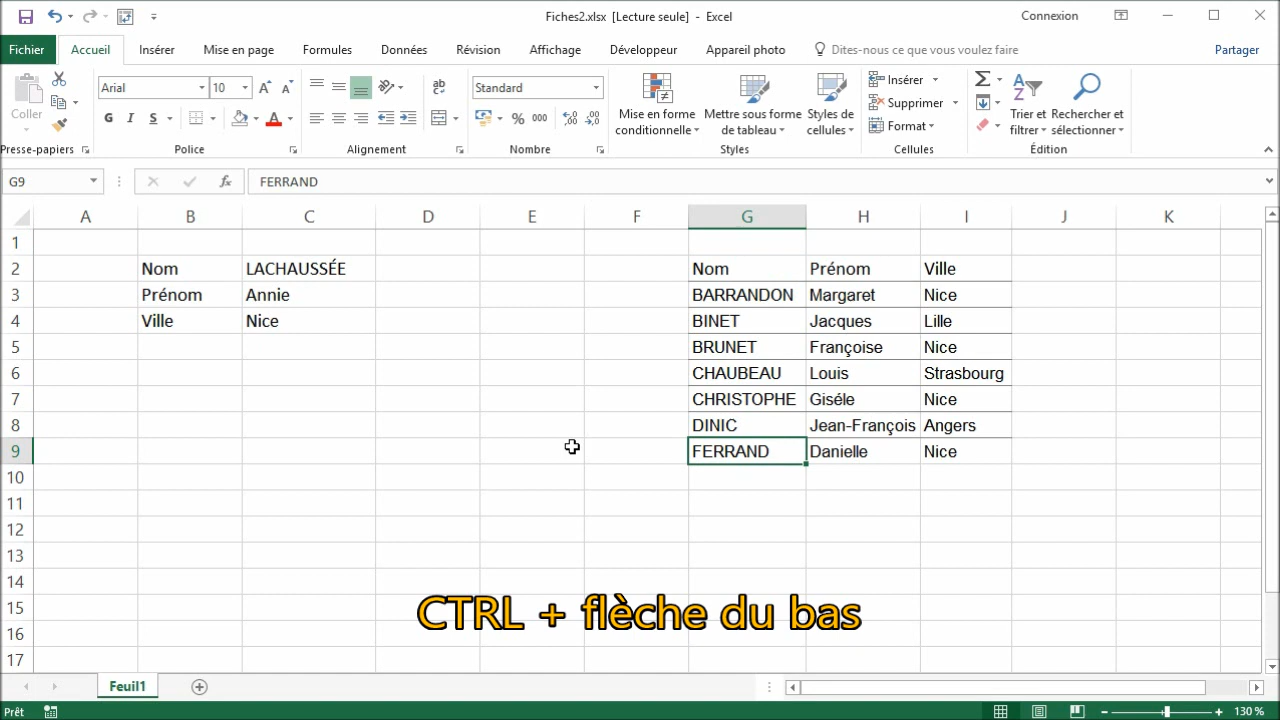 Fiches2.xlsx [Lecture seule] - Excel
Connexion
Fichier Accueil Insérer Mise en page Formules Données Révision Affichage Développeur Appareil photo Dites-nous ce que vous voulez faire Partager
Coller
Presse-papiers
Arial 10
G I S A
Police
ab
Alignement
Standard
% 000
Nombre
Mise en forme conditionnelle
Mettre sous forme de tableau
Styles de cellules
Styles
Insérer
Supprimer
Format
Cellules
Σ
Trier et filtrer
Rechercher et sélectionner
Édition
G9 fx FERRAND
A B C D E F G H I J K
1
2 Nom LACHAUSSÉE Nom Prénom Ville
3 Prénom Annie BARRANDON Margaret Nice
4 Ville Nice BINET Jacques Lille
5 BRUNET Françoise Nice
6 CHAUBEAU Louis Strasbourg
7 CHRISTOPHE Giséle Nice
8 DINIC Jean-François Angers
9 FERRAND Danielle Nice
10
11
12
13
14
15
16
17
CTRL + flèche du bas
Feuil1
Prêt
130 %